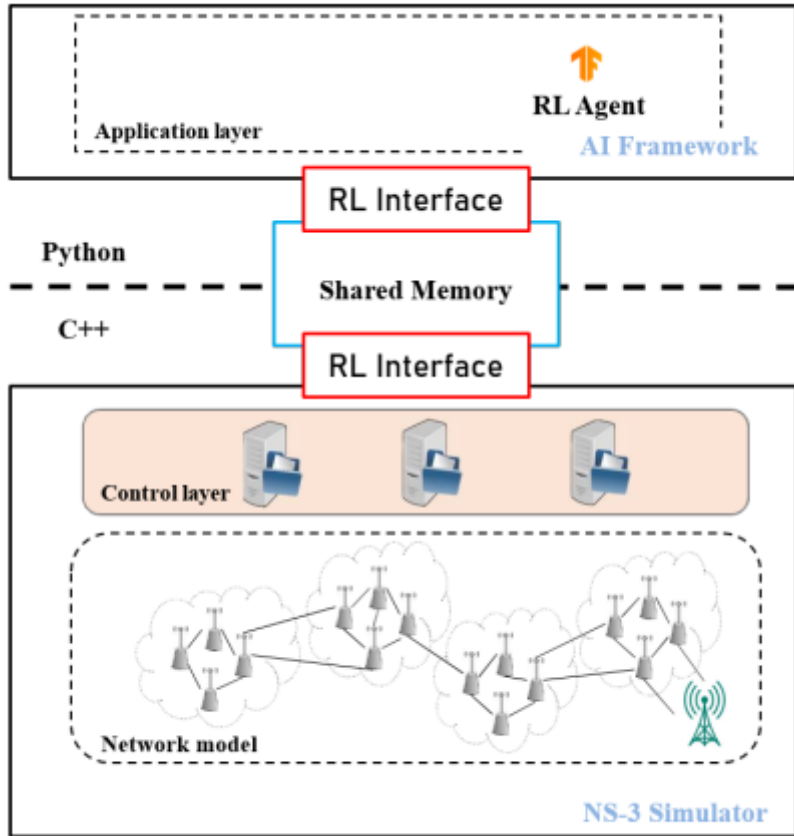 RL Agent
Application layer
AI Framework
RL Interface
Python
Shared Memory
C++
RL Interface
Control layer
Network model
NS-3 Simulator